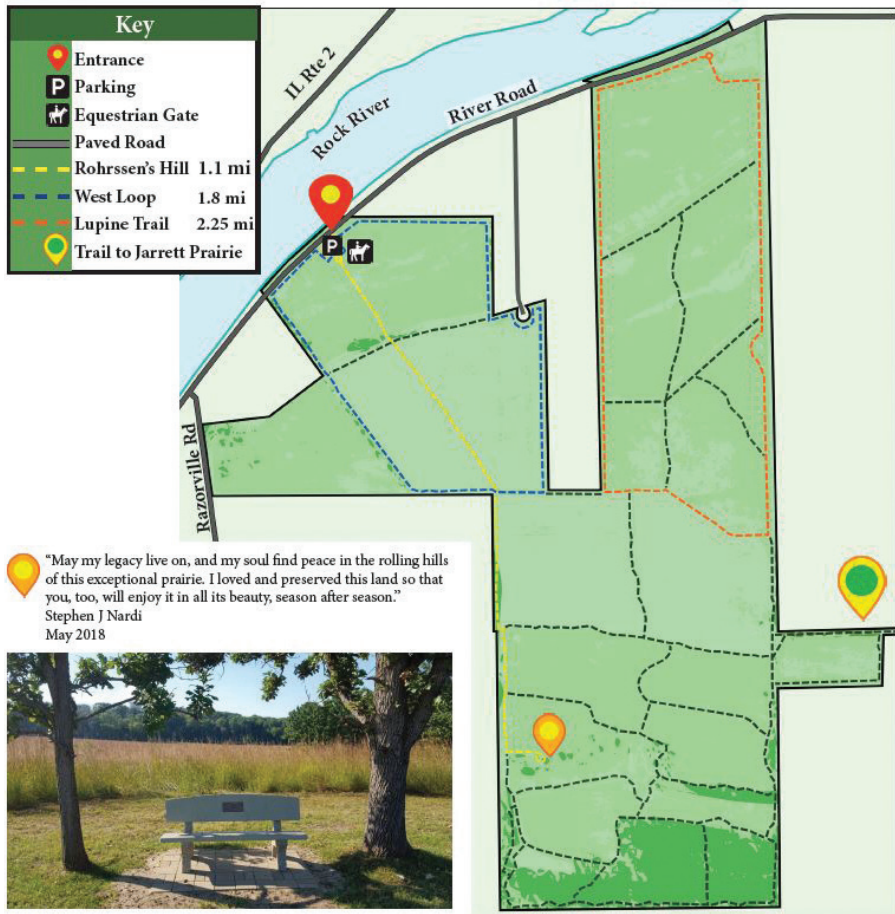 Key
Entrance
P
Parking
Equestrian Gate
Paved Road
Rohrssen's Hill 1.1 mi
West Loop 1.8 mi
Lupine Trail 2.25 mi
Trail to Jarrett Prairie
IL Rte 2
Rock River
River Road
P
Razorville Rd
“May my legacy live on, and my soul find peace in the rolling hills
of this exceptional prairie. I loved and preserved this land so that
you, too, will enjoy it in all its beauty, season after season.”
Stephen J Nardi
May 2018